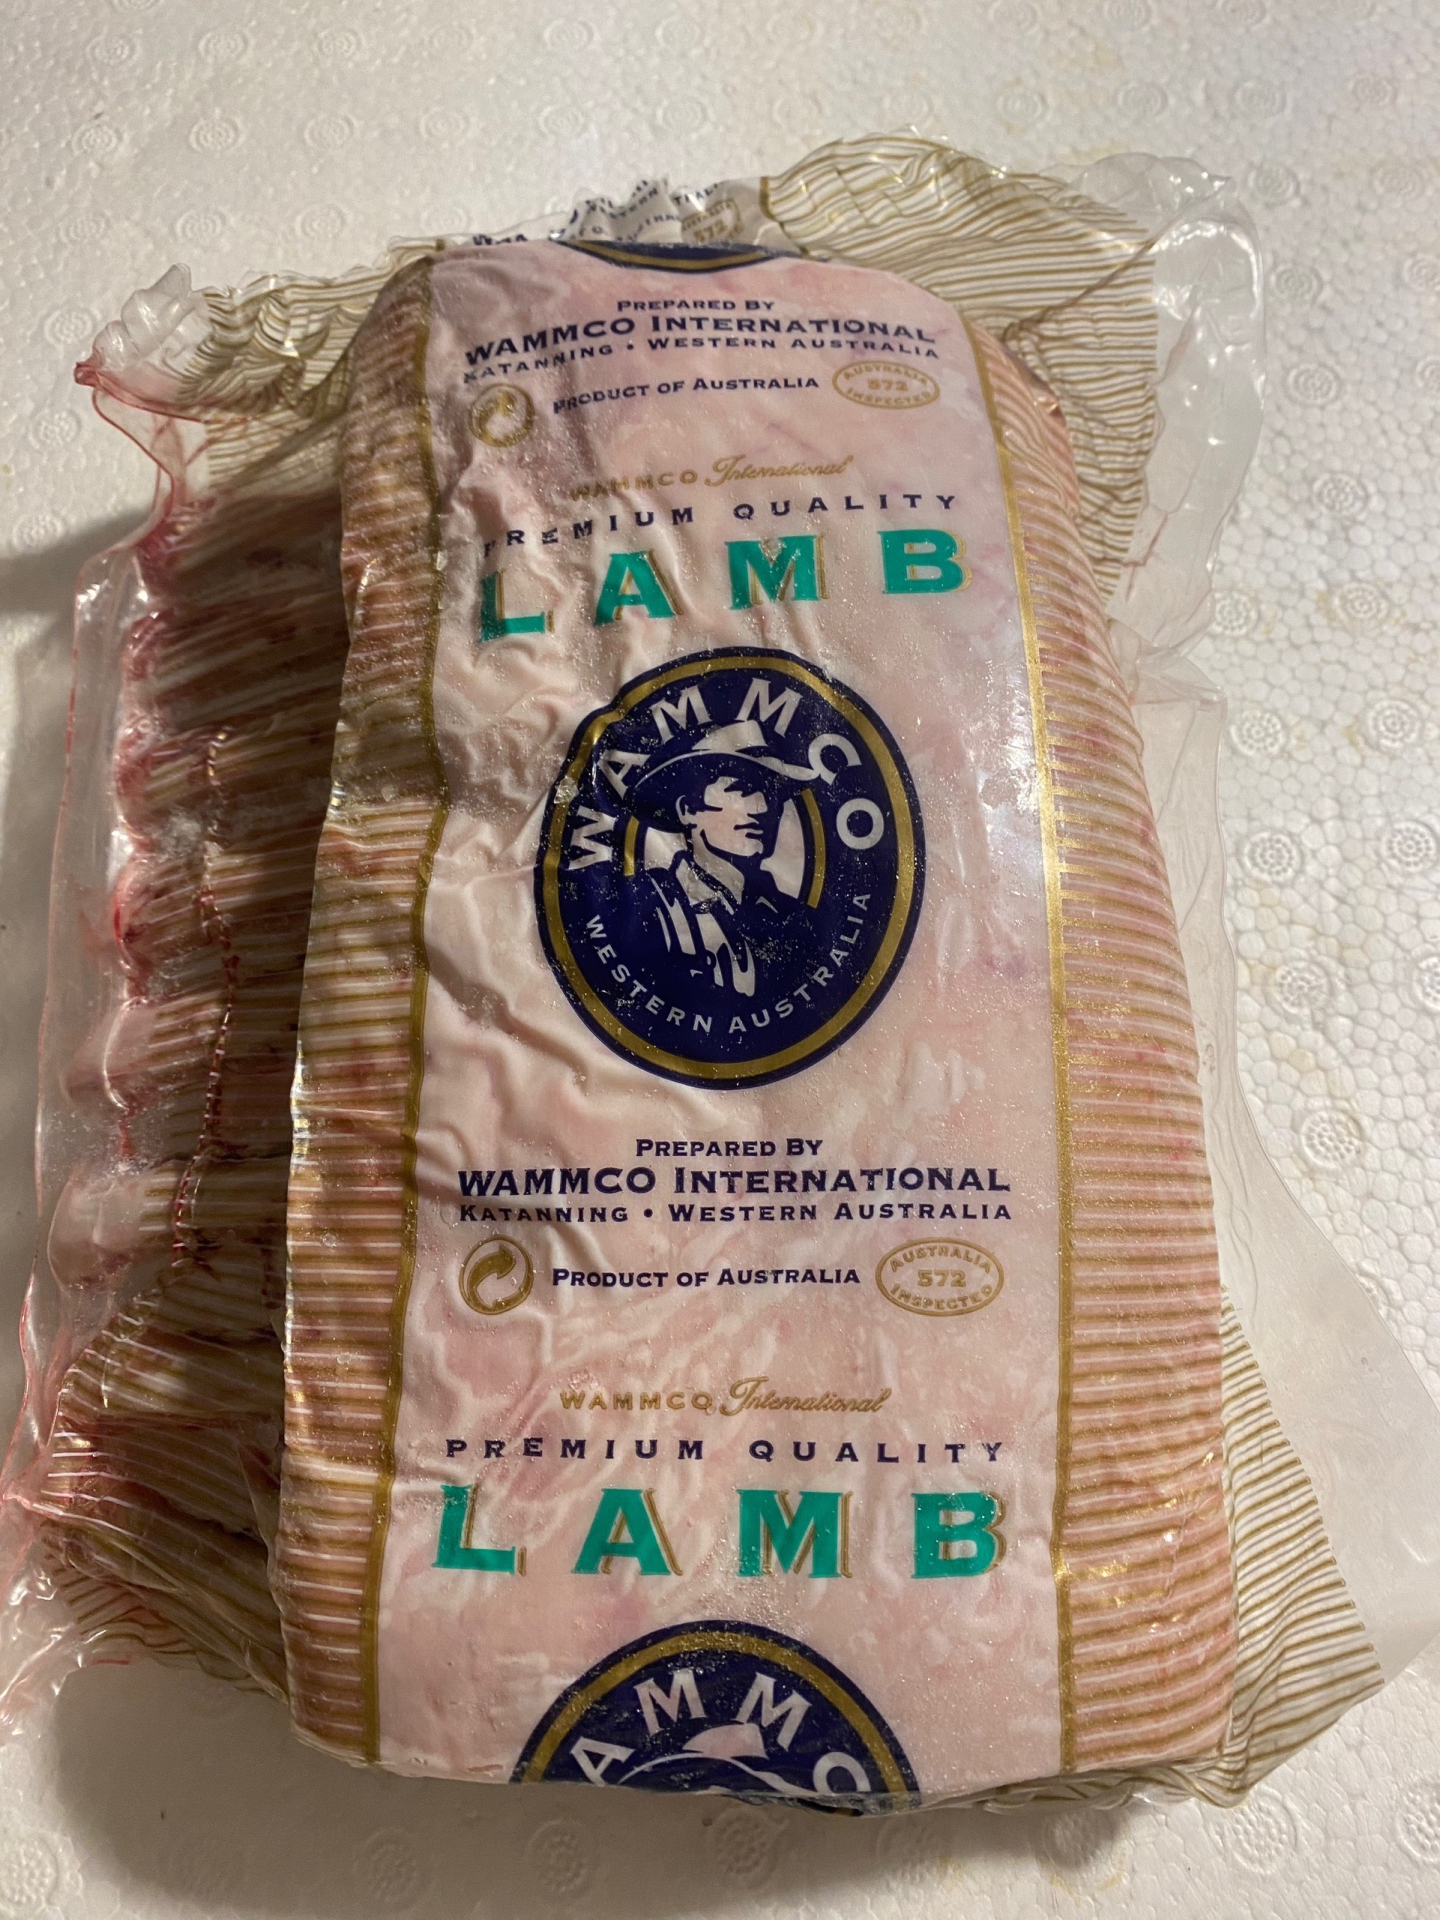 PREPARED BY
WAMMCO INTERNATIONAL
KATANNING • WESTERN AUSTRALIA
PRODUCT OF AUSTRALIA
AUSTRALIA
572
INSPECTED
WAMMCO International
PREMIUM QUALITY
LAMB
WAMMCO
WESTERN AUSTRALIA
PREPARED BY
WAMMCO INTERNATIONAL
KATANNING • WESTERN AUSTRALIA
PRODUCT OF AUSTRALIA
AUSTRALIA
572
INSPECTED
WAMMCO International
PREMIUM QUALITY
LAMB
AMMCO